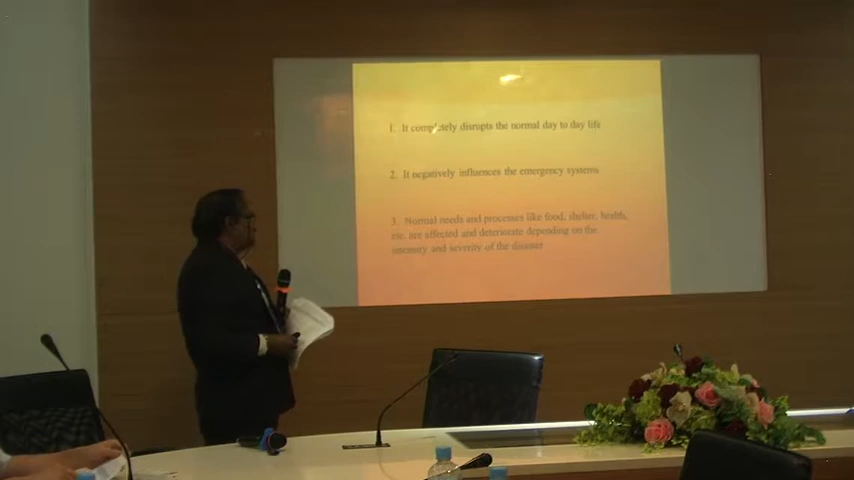 1. It completely disrupts the normal day to day life
2. It negatively influences the emergency systems
3. Normal needs and processes like food, shelter, health,
etc. are affected and deteriorate depending on the
intensity and severity of the disaster